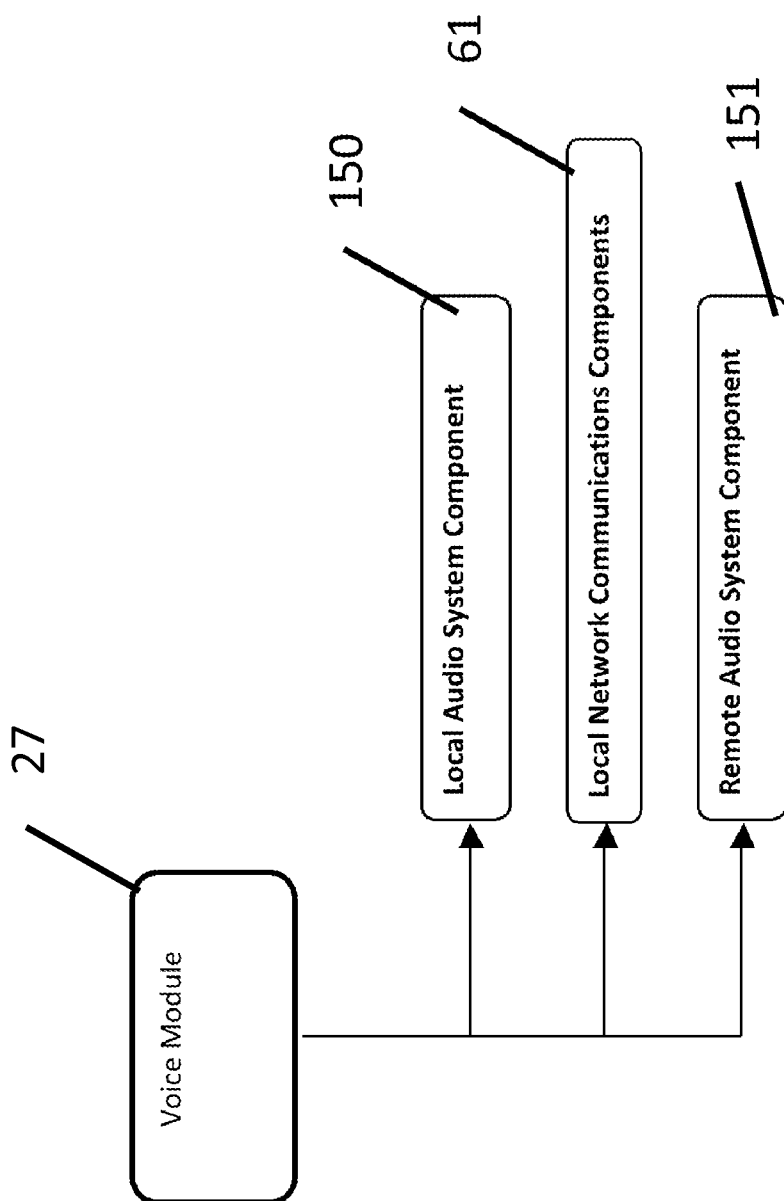 27
Voice Module
150
Local Audio System Component
61
Local Network Communications Components
151
Remote Audio System Component